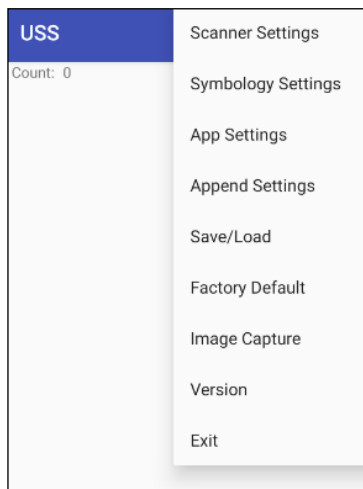 USS
Count: 0
Scanner Settings
Symbology Settings
App Settings
Append Settings
Save/Load
Factory Default
Image Capture
Version
Exit